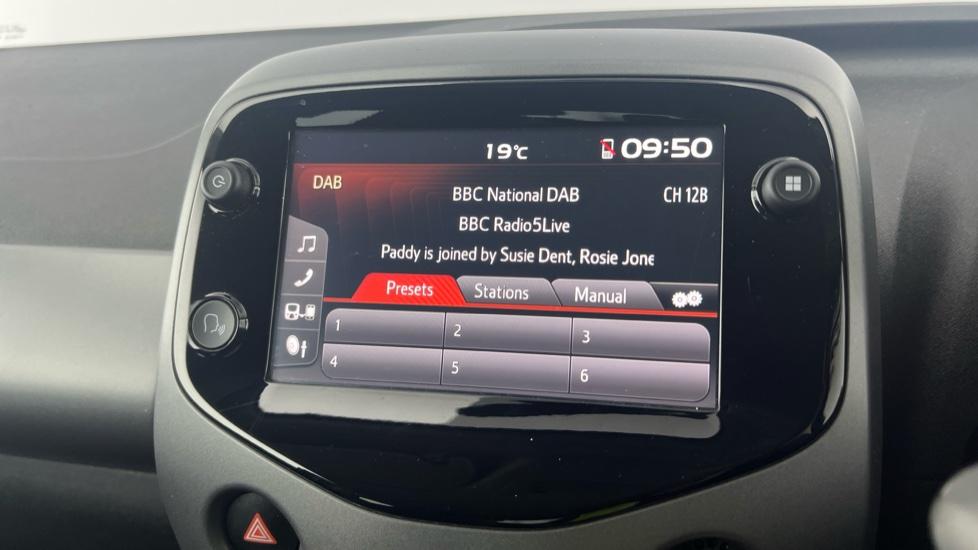 19°C 09:50
DAB
BBC National DAB CH 12B
BBC Radio5Live
Paddy is joined by Susie Dent, Rosie Jone
Presets Stations Manual
1 2 3
4 5 6